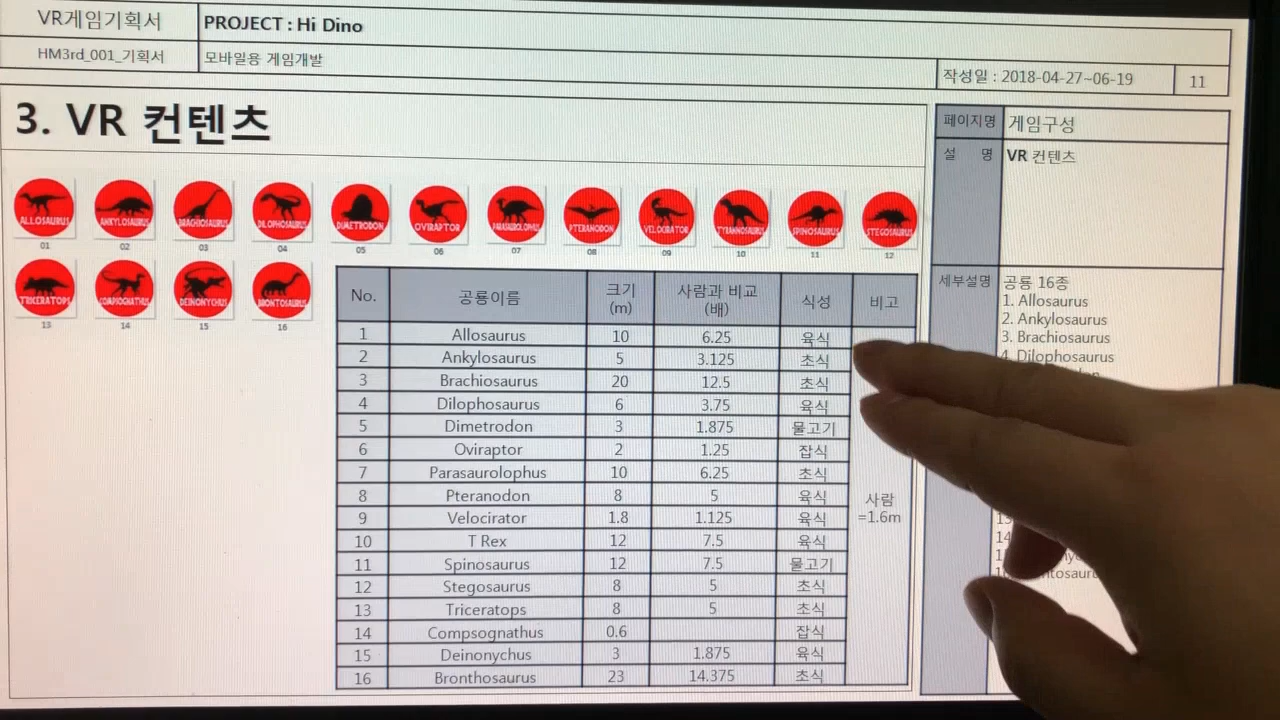 VR게임기획서
PROJECT : Hi Dino
HM3rd_001_기획서
모바일용 게임개발
작성일 : 2018-04-27~06-19
11
3. VR 컨텐츠
페이지명 게임구성
설 명 VR 컨텐츠
ALLOSAURUS ANKYLOSAURUS BRACHIOSAURUS DILOPHOSAURUS DIMETRODON OVIRAPTOR PARASAUROLOPHUS PTERANODON VELOCIRATOR TYRANNOSAURUS SPINOSAURUS STEGOSAURUS
01 02 03 04 05 06 07 08 09 10 11 12
TRICERATOPS COMPSOGNATHUS DEINONYCHUS BRONTOSAURUS
13 14 15 16
No. 공룡이름 크기 (m) 사람과 비교 (배) 식성 비고
1 Allosaurus 10 6.25 육식
2 Ankylosaurus 5 3.125 초식
3 Brachiosaurus 20 12.5 초식
4 Dilophosaurus 6 3.75 육식
5 Dimetrodon 3 1.875 물고기
6 Oviraptor 2 1.25 잡식
7 Parasaurolophus 10 6.25 초식
8 Pteranodon 8 5 육식
9 Velocirator 1.8 1.125 육식
10 T Rex 12 7.5 육식
11 Spinosaurus 12 7.5 물고기
12 Stegosaurus 8 5 초식
13 Triceratops 8 5 초식
14 Compsognathus 0.6 잡식
15 Deinonychus 3 1.875 육식
16 Bronthosaurus 23 14.375 초식
사람
=1.6m
세부설명 공룡 16종
1. Allosaurus
2. Ankylosaurus
3. Brachiosaurus
4. Dilophosaurus